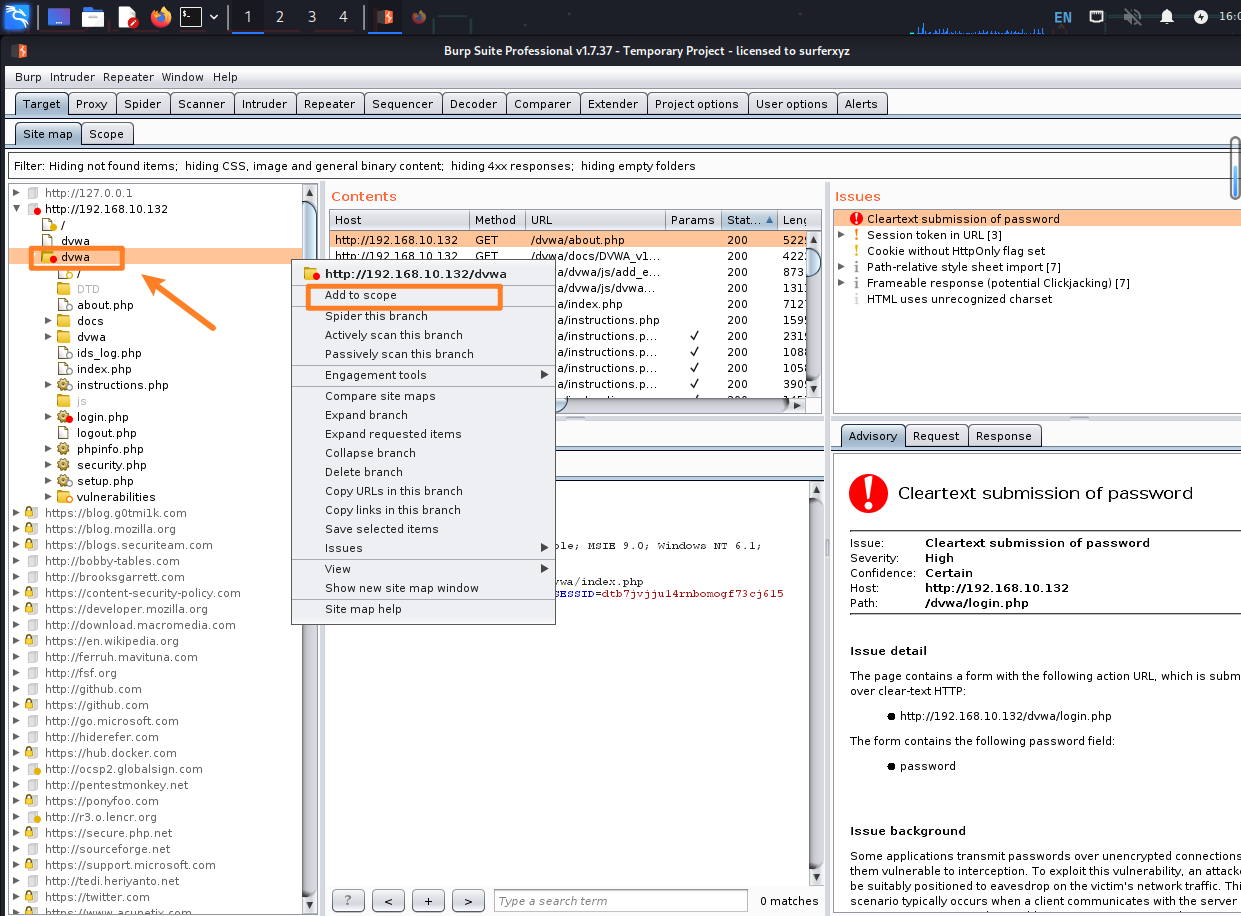 1 2 3 4 EN 16:0
Burp Suite Professional v1.7.37 - Temporary Project - licensed to surferxyz
Burp Intruder Repeater Window Help
Target Proxy Spider Scanner Intruder Repeater Sequencer Decoder Comparer Extender Project options User options Alerts
Site map Scope
Filter: Hiding not found items; hiding CSS, image and general binary content; hiding 4xx responses; hiding empty folders
http://127.0.0.1
http://192.168.10.132
/
dvwa
dvwa
/
DTD
about.php
docs
dvwa
ids_log.php
index.php
instructions.php
js
login.php
logout.php
phpinfo.php
security.php
setup.php
vulnerabilities
https://blog.g0tmi1k.com
https://blog.mozilla.org
https://blogs.securiteam.com
http://bobby-tables.com
http://brooksgarrett.com
https://content-security-policy.com
https://developer.mozilla.org
http://download.macromedia.com
https://en.wikipedia.org
http://ferruh.mavituna.com
http://fsf.org
http://github.com
https://github.com
http://go.microsoft.com
http://hiderefer.com
https://hub.docker.com
http://ocsp2.globalsign.com
http://pentestmonkey.net
https://ponyfoo.com
http://r3.o.lencr.org
https://secure.php.net
http://sourceforge.net
https://support.microsoft.com
http://tedi.heriyanto.net
https://twitter.com
https://www.acunetix.com
Contents
Host Method URL Params Stat... Leng
http://192.168.10.132 GET /dvwa/about.php 200 5229
http://192.168.10.132 GET /dvwa/docs/DVWA_v1... 200 4222
a/dvwa/js/add_e... 200 873
a/dvwa/js/dvwa... 200 1311
a/index.php 200 7127
a/instructions.php 200 1595
a/instructions.p... ✓ 200 2319
a/instructions.p... ✓ 200 1088
a/instructions.p... ✓ 200 1058
a/instructions.p... ✓ 200 3909
http://192.168.10.132/dvwa
Add to scope
Spider this branch
Actively scan this branch
Passively scan this branch
Engagement tools
Compare site maps
Expand branch
Expand requested items
Collapse branch
Delete branch
Copy URLs in this branch
Copy links in this branch
Save selected items
Issues
View
Show new site map window
Site map help
ble; MSIE 9.0; Windows NT 6.1;
vwa/index.php
SESSID=dtb7jvjju14rnbomogf73cj615
? < + > Type a search term 0 matches
Issues
Cleartext submission of password
Session token in URL [3]
Cookie without HttpOnly flag set
Path-relative style sheet import [7]
Frameable response (potential Clickjacking) [7]
HTML uses unrecognized charset
Advisory Request Response
Cleartext submission of password
Issue: Cleartext submission of password
Severity: High
Confidence: Certain
Host: http://192.168.10.132
Path: /dvwa/login.php
Issue detail
The page contains a form with the following action URL, which is subm
over clear-text HTTP:
http://192.168.10.132/dvwa/login.php
The form contains the following password field:
password
Issue background
Some applications transmit passwords over unencrypted connections
them vulnerable to interception. To exploit this vulnerability, an attacke
be suitably positioned to eavesdrop on the victim's network traffic. Thi
scenario typically occurs when a client communicates with the server